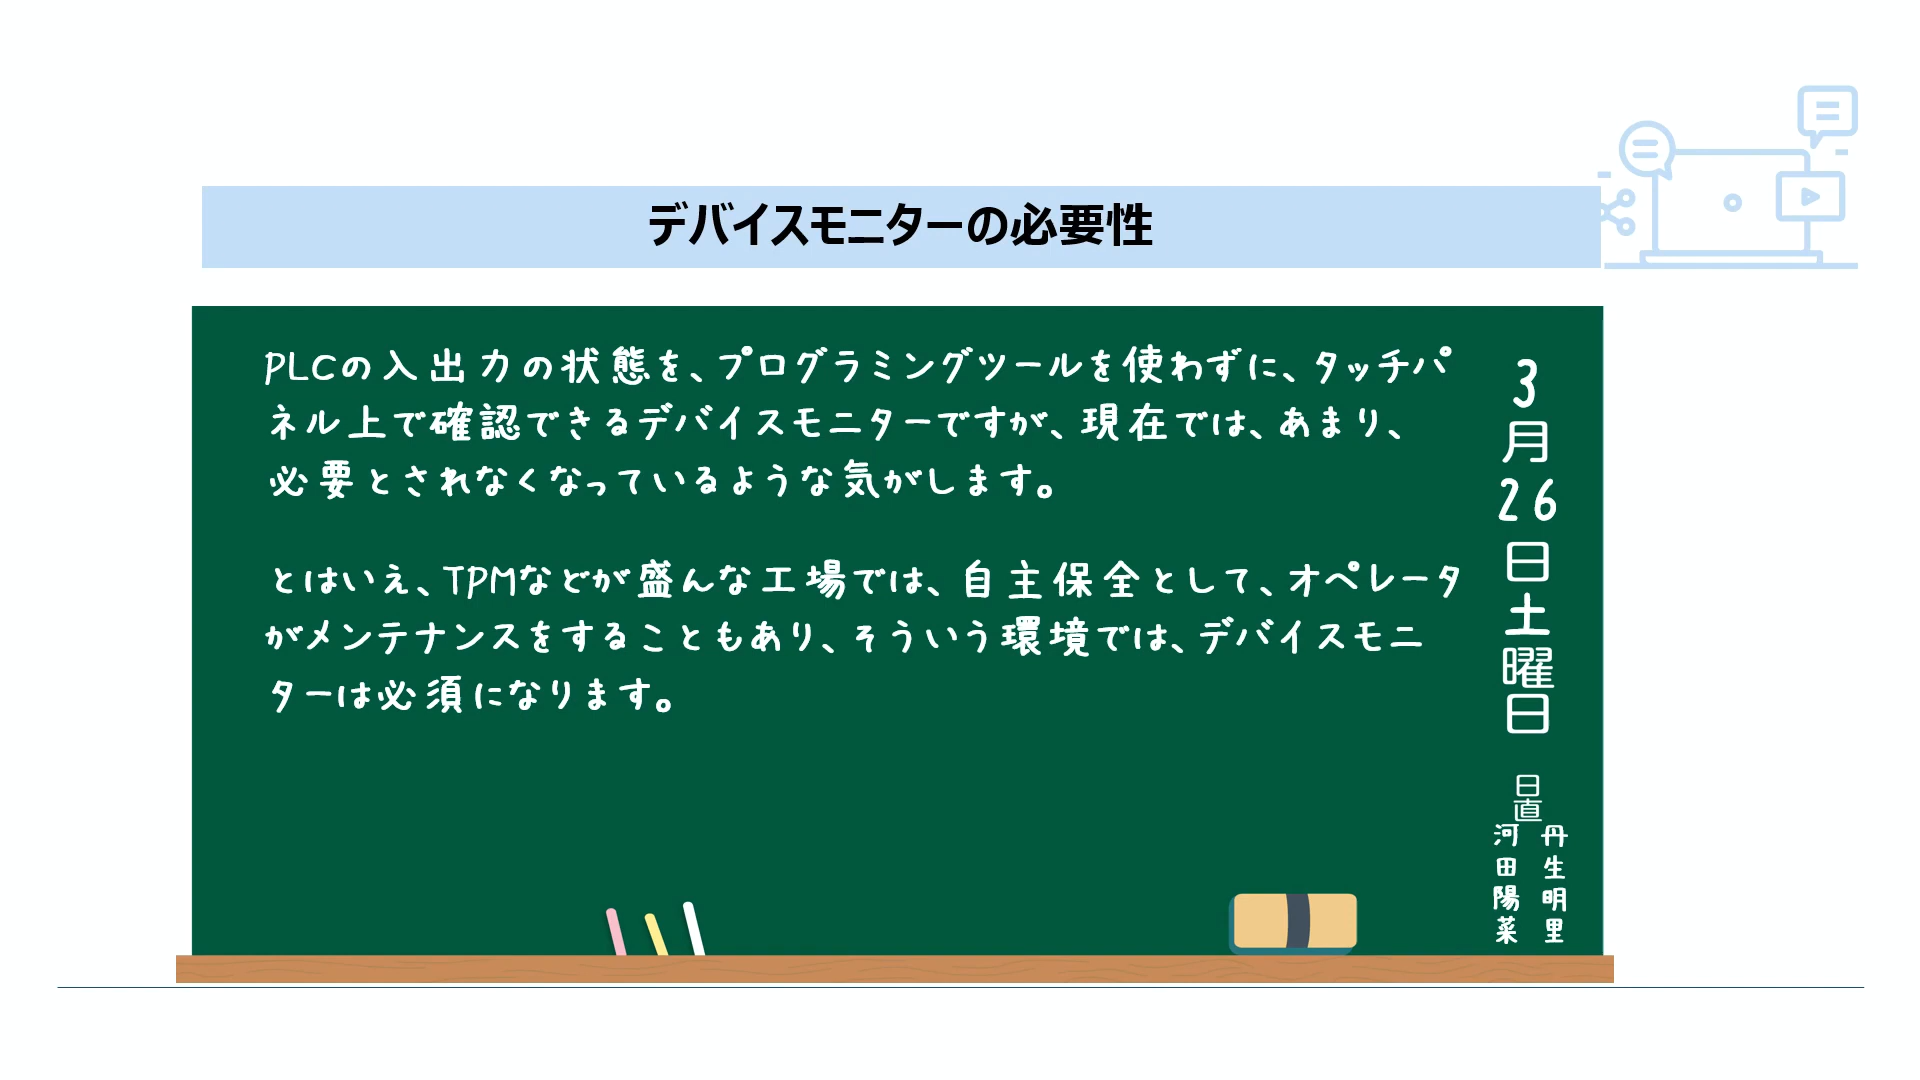 デバイスモニターの必要性
PLCの入出力の状態を、プログラミングツールを使わずに、タッチパ
ネル上で確認できるデバイスモニターですが、現在では、あまり、
必要とされなくなっているような気がします。
とはいえ、TPMなどが盛んな工場では、自主保全として、オペレータ
がメンテナンスをすることもあり、そういう環境では、デバイスモニ
ターは必須になります。
3月26日土曜日
日直
丹生明里
河田陽菜